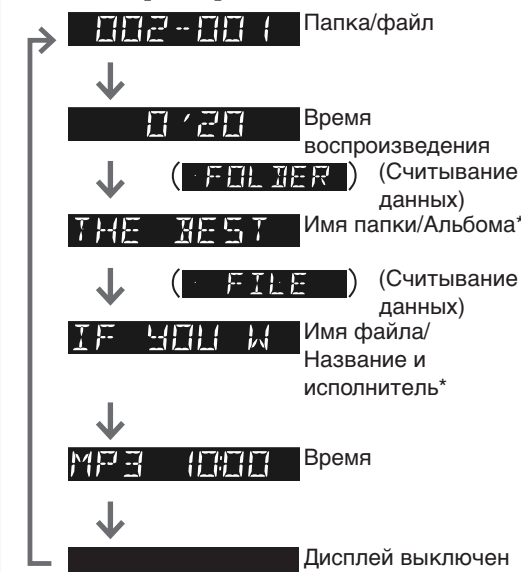 002-001 Папка/файл
0'20 Время
воспроизведения
( FOLDER ) (Считывание
данных)
THE BEST Имя папки/Альбома*
( FILE ) (Считывание
данных)
IF YOU W Имя файла/
Название и
исполнитель*
MP3 10:00 Время
Дисплей выключен